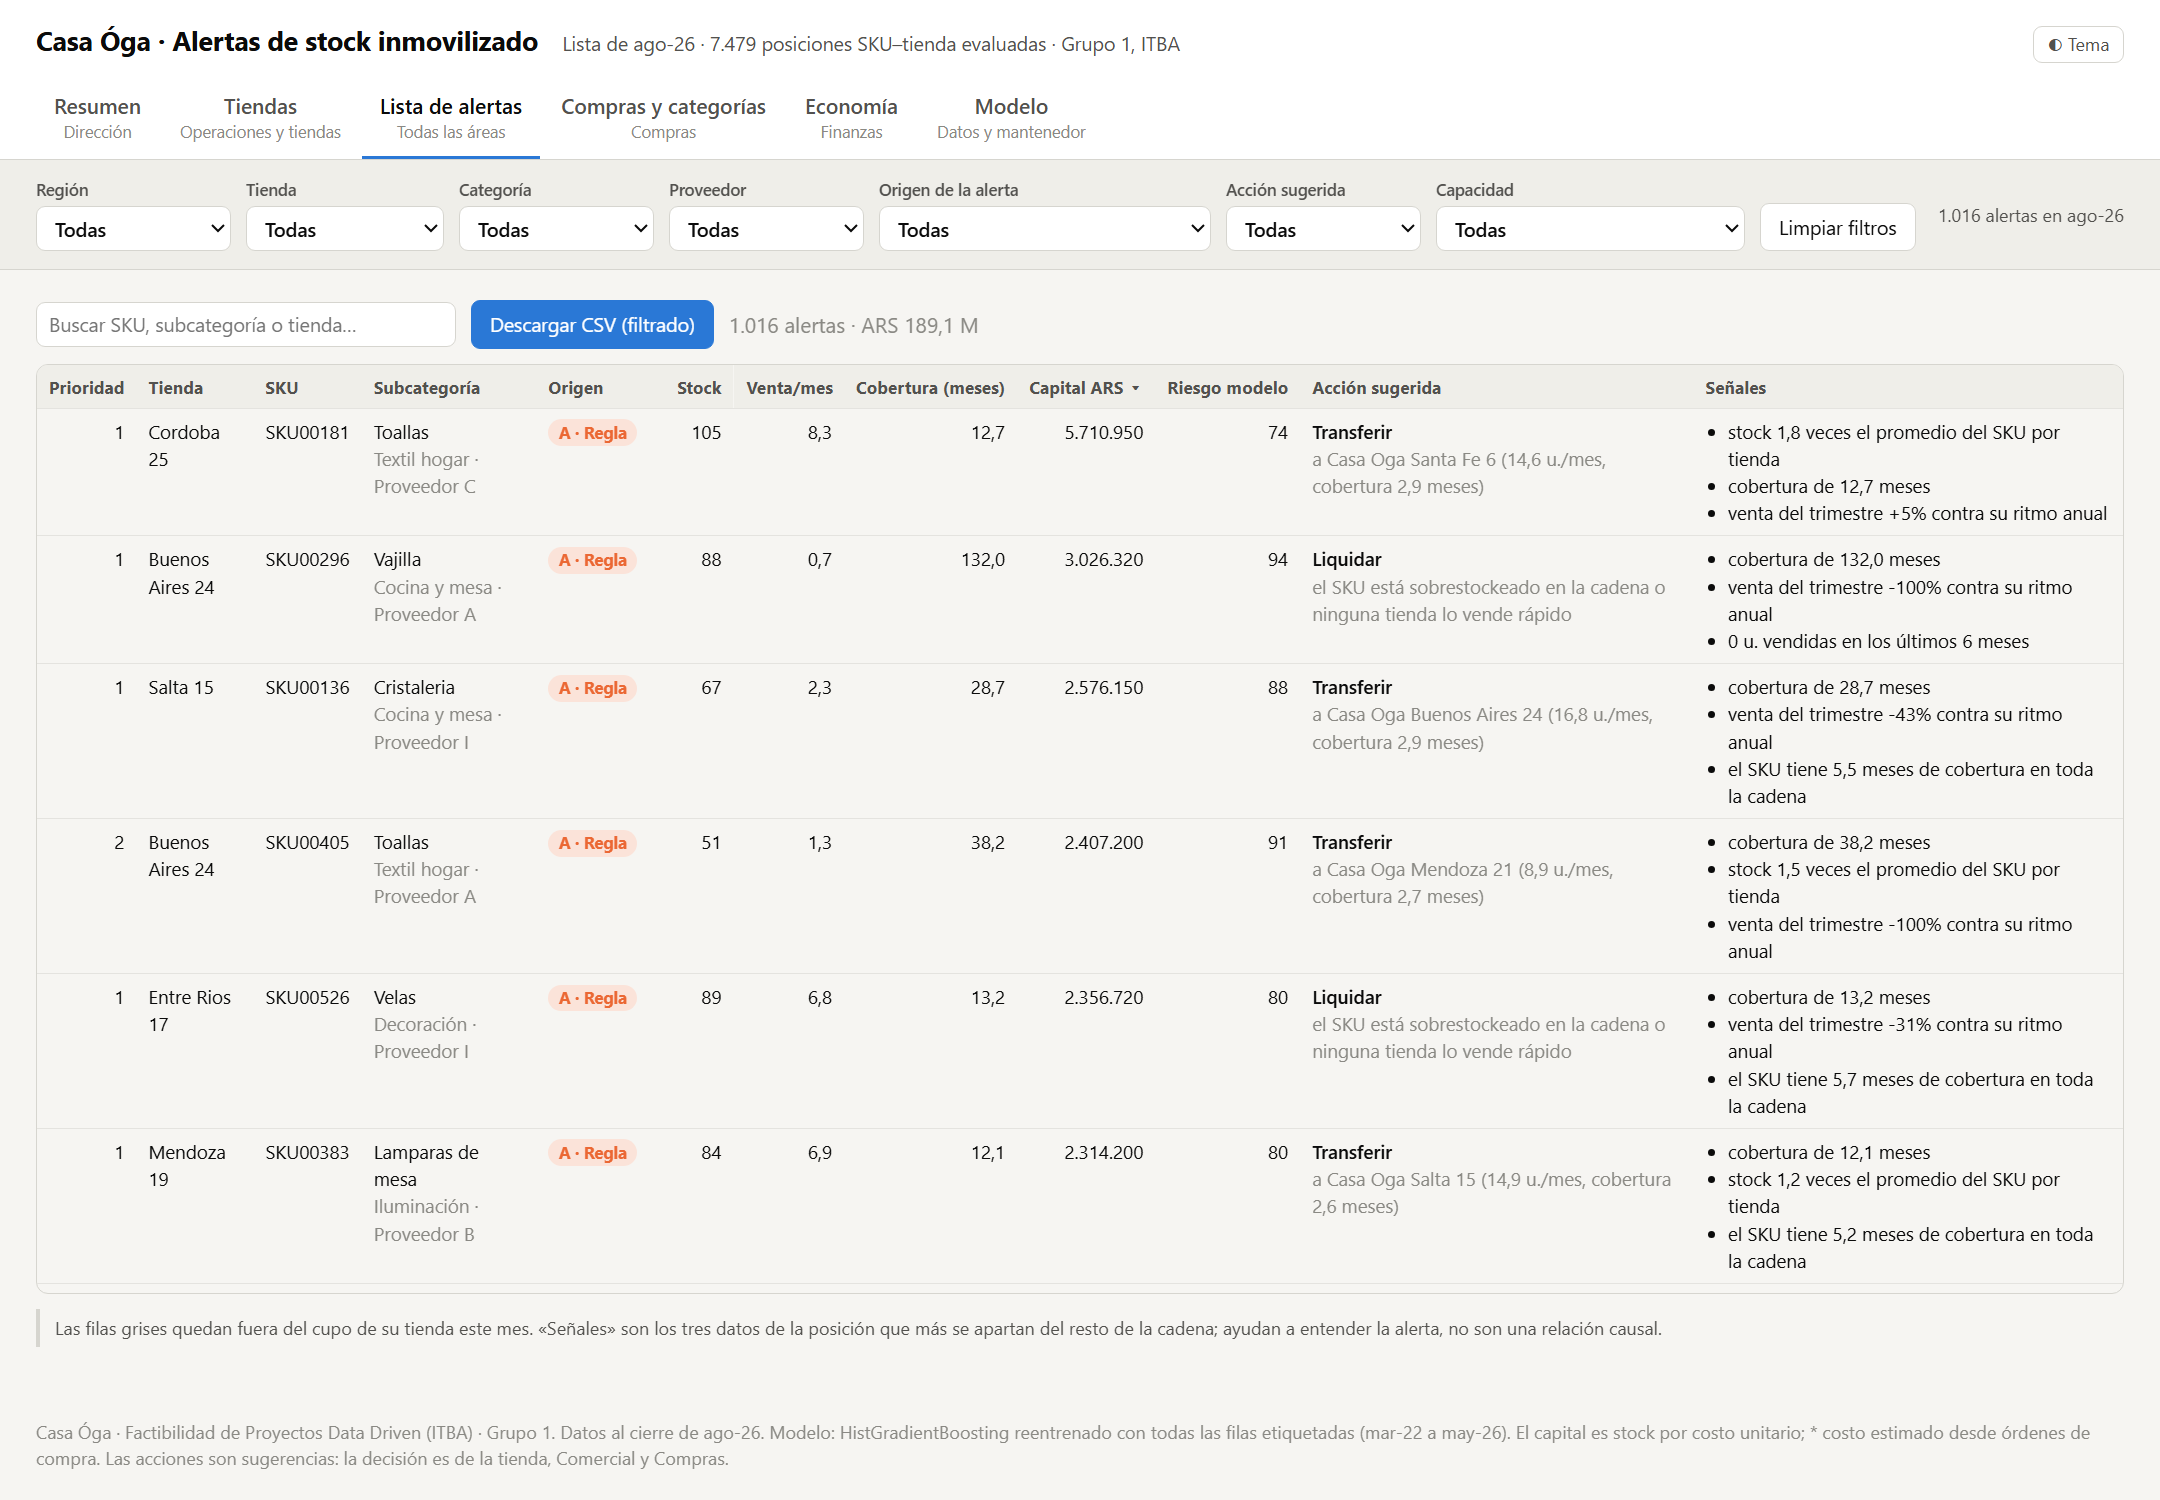 Casa Óga · Alertas de stock inmovilizado
Lista de ago-26 · 7.479 posiciones SKU–tienda evaluadas · Grupo 1, ITBA
Tema
Resumen
Dirección
Tiendas
Operaciones y tiendas
Lista de alertas
Todas las áreas
Compras y categorías
Compras
Economía
Finanzas
Modelo
Datos y mantenedor
Región
Todas
Tienda
Todas
Categoría
Todas
Proveedor
Todas
Origen de la alerta
Todas
Acción sugerida
Todas
Capacidad
Todas
Limpiar filtros
1.016 alertas en ago-26
Buscar SKU, subcategoría o tienda...
Descargar CSV (filtrado)
1.016 alertas · ARS 189,1 M
Prioridad Tienda SKU Subcategoría Origen Stock Venta/mes Cobertura (meses) Capital ARS ▾ Riesgo modelo Acción sugerida Señales
1 Cordoba SKU00181 Toallas A · Regla 105 8,3 12,7 5.710.950 74 Transferir • stock 1,8 veces el promedio del SKU por
25 Textil hogar · a Casa Oga Santa Fe 6 (14,6 u./mes, tienda
Proveedor C cobertura 2,9 meses) • cobertura de 12,7 meses
• venta del trimestre +5% contra su ritmo anual
1 Buenos SKU00296 Vajilla A · Regla 88 0,7 132,0 3.026.320 94 Liquidar • cobertura de 132,0 meses
Aires 24 Cocina y mesa · el SKU está sobrestockeado en la cadena o • venta del trimestre -100% contra su ritmo
Proveedor A ninguna tienda lo vende rápido anual
• 0 u. vendidas en los últimos 6 meses
1 Salta 15 SKU00136 Cristaleria A · Regla 67 2,3 28,7 2.576.150 88 Transferir • cobertura de 28,7 meses
Cocina y mesa · a Casa Oga Buenos Aires 24 (16,8 u./mes, • venta del trimestre -43% contra su ritmo
Proveedor I cobertura 2,9 meses) anual
• el SKU tiene 5,5 meses de cobertura en toda
la cadena
2 Buenos SKU00405 Toallas A · Regla 51 1,3 38,2 2.407.200 91 Transferir • cobertura de 38,2 meses
Aires 24 Textil hogar · a Casa Oga Mendoza 21 (8,9 u./mes, • stock 1,5 veces el promedio del SKU por
Proveedor A cobertura 2,7 meses) tienda
• venta del trimestre -100% contra su ritmo
anual
1 Entre Rios SKU00526 Velas A · Regla 89 6,8 13,2 2.356.720 80 Liquidar • cobertura de 13,2 meses
17 Decoración · el SKU está sobrestockeado en la cadena o • venta del trimestre -31% contra su ritmo
Proveedor I ninguna tienda lo vende rápido anual
• el SKU tiene 5,7 meses de cobertura en toda
la cadena
1 Mendoza SKU00383 Lamparas de A · Regla 84 6,9 12,1 2.314.200 80 Transferir • cobertura de 12,1 meses
19 mesa a Casa Oga Salta 15 (14,9 u./mes, cobertura • stock 1,2 veces el promedio del SKU por
Iluminación · 2,6 meses) tienda
Proveedor B • el SKU tiene 5,2 meses de cobertura en toda
la cadena
Las filas grises quedan fuera del cupo de su tienda este mes. «Señales» son los tres datos de la posición que más se apartan del resto de la cadena; ayudan a entender la alerta, no son una relación causal.
Casa Óga · Factibilidad de Proyectos Data Driven (ITBA) · Grupo 1. Datos al cierre de ago-26. Modelo: HistGradientBoosting reentrenado con todas las filas etiquetadas (mar-22 a may-26). El capital es stock por costo unitario; * costo estimado desde órdenes de
compra. Las acciones son sugerencias: la decisión es de la tienda, Comercial y Compras.